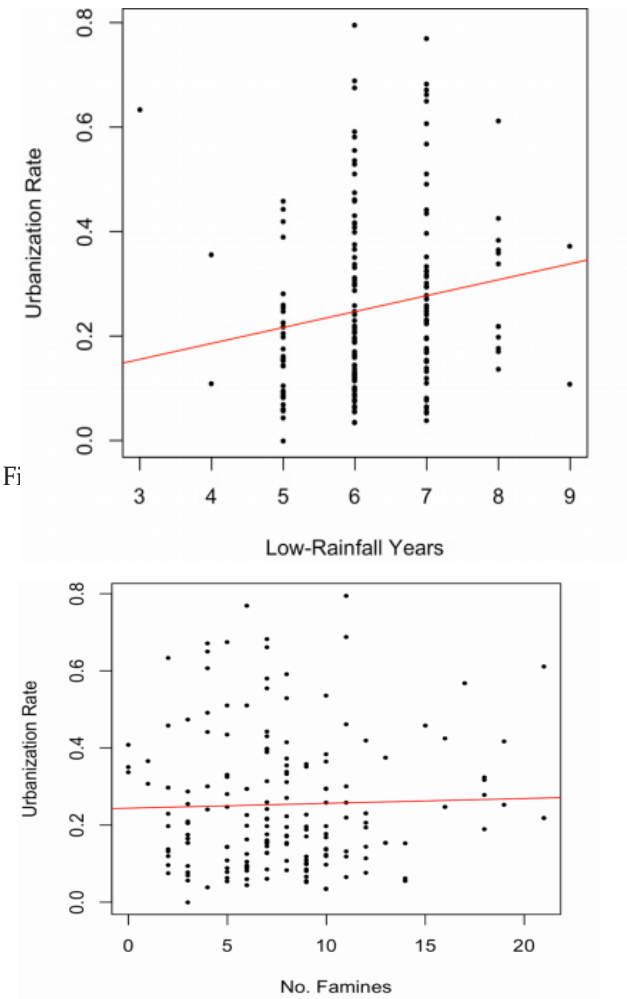 0.8
0.6
0.4
0.2
0.0
Urbanization Rate
3 4 5 6 7 8 9
Low-Rainfall Years
Fi
0.8
0.6
0.4
0.2
0.0
Urbanization Rate
0 5 10 15 20
No. Famines